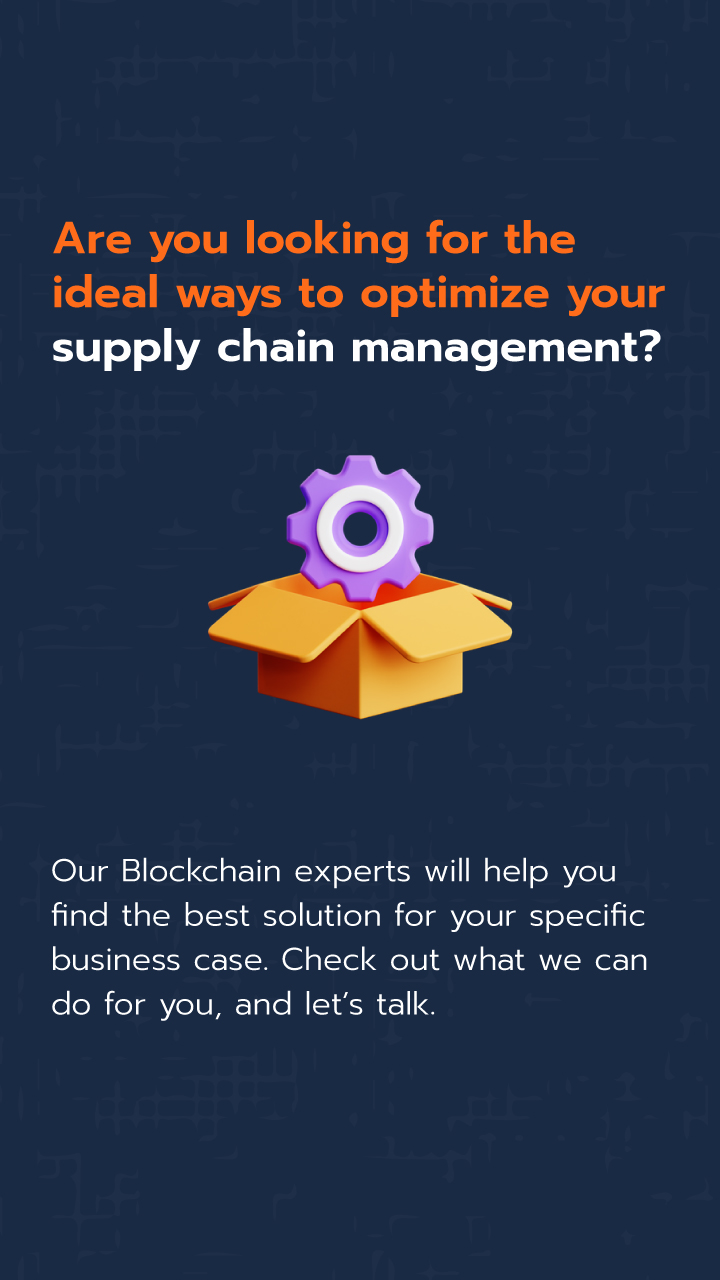 Are you looking for the
ideal ways to optimize your
supply chain management?
Our Blockchain experts will help you
find the best solution for your specific
business case. Check out what we can
do for you, and let’s talk.